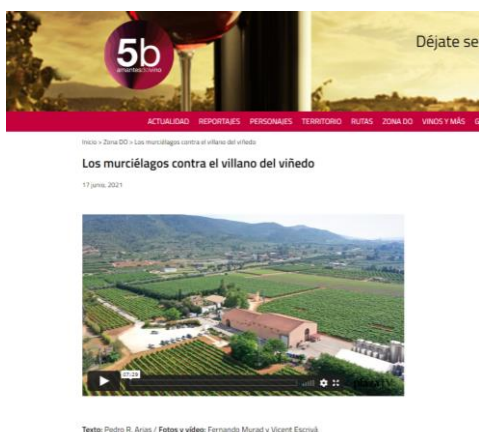 5b
amantesdelvino
Déjate se
ACTUALIDAD REPORTAJES PERSONAJES TERRITORIO RUTAS ZONA DO VINOS Y MÁS G
Inicio > Zona DO > Los murciélagos contra el villano del viñedo
Los murciélagos contra el villano del viñedo
17 junio, 2021
07:29
Texto: Pedro R. Arias / Fotos y vídeo: Fernando Murad y Vicent Escrivà